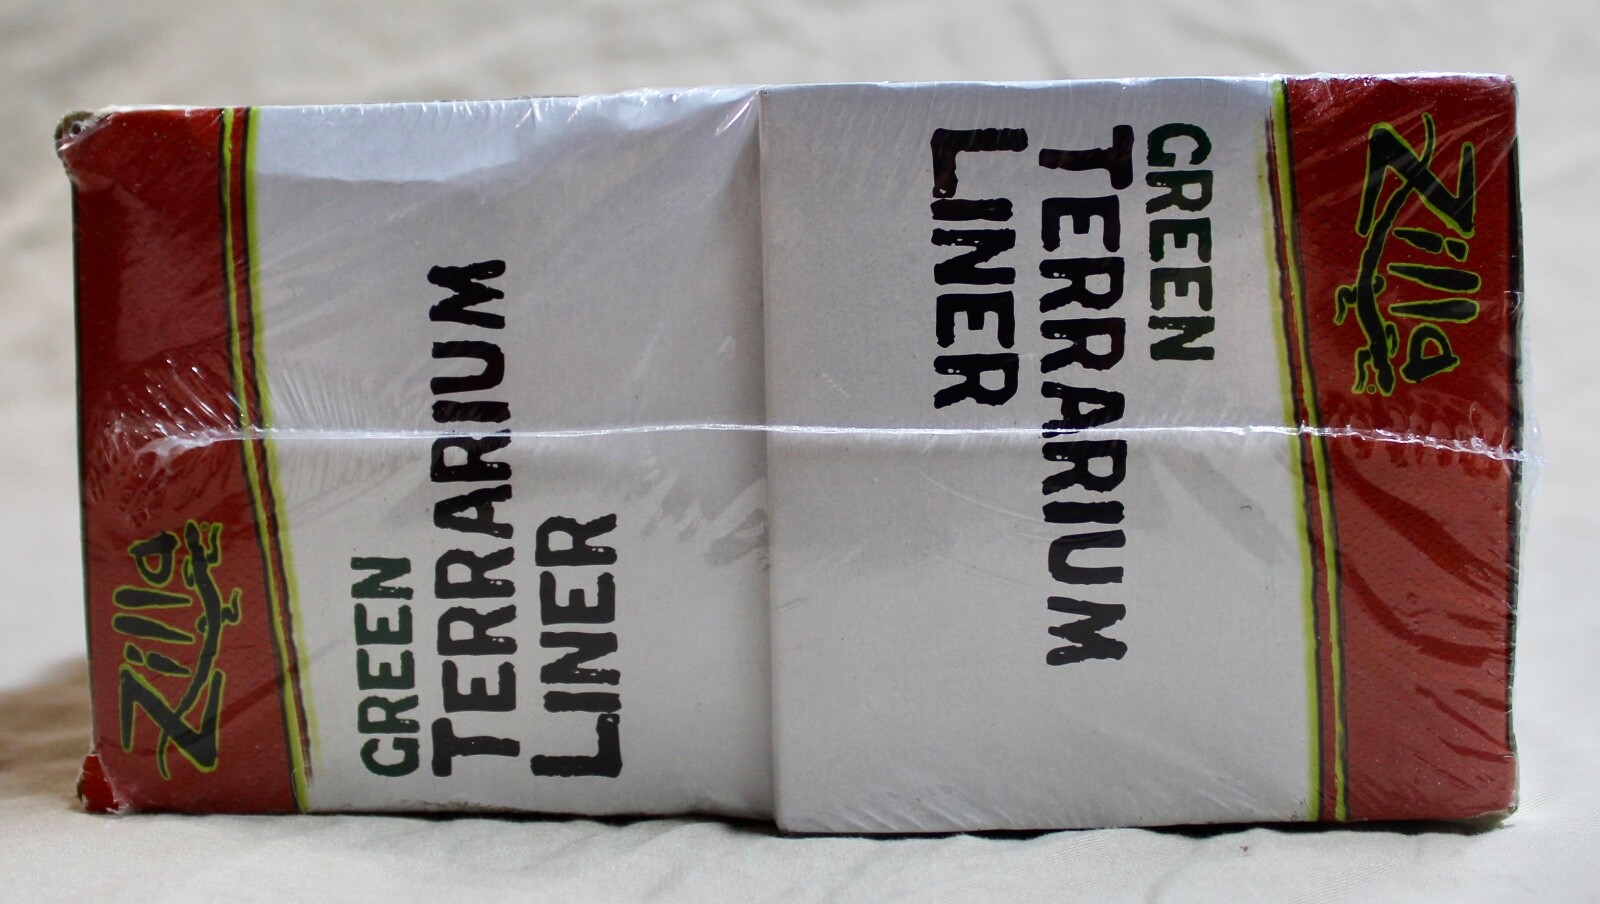 Zilla
GREEN
TERRARIUM
LINER
Zilla
GREEN
TERRARIUM
LINER